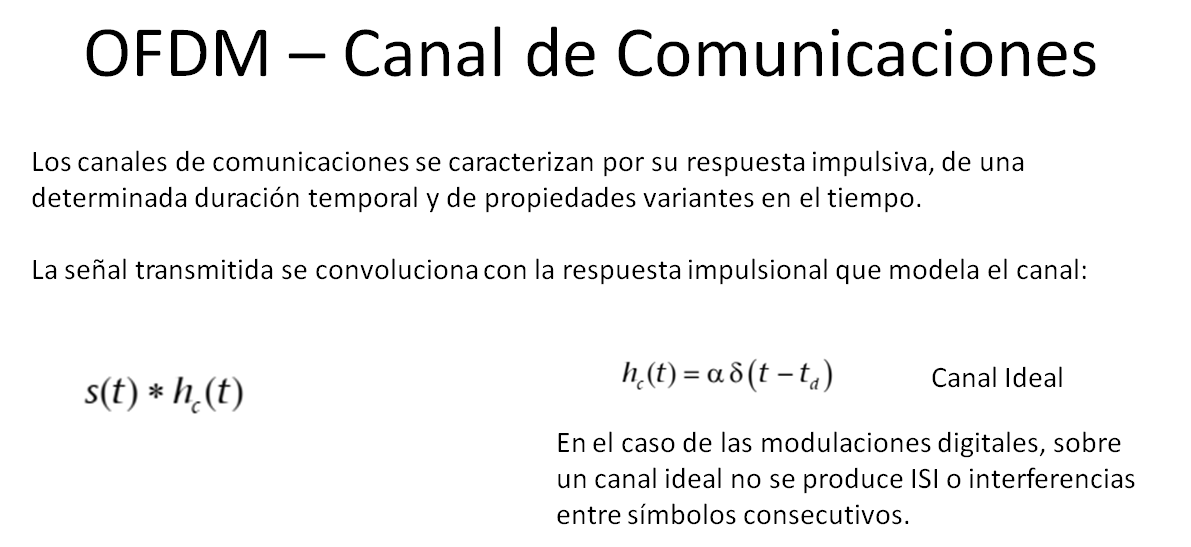 OFDM – Canal de Comunicaciones
Los canales de comunicaciones se caracterizan por su respuesta impulsiva, de una
determinada duración temporal y de propiedades variantes en el tiempo.
La señal transmitida se convoluciona con la respuesta impulsional que modela el canal:
s(t) * h_c(t)
h_c(t) = α δ(t – t_d)
Canal Ideal
En el caso de las modulaciones digitales, sobre
un canal ideal no se produce ISI o interferencias
entre símbolos consecutivos.